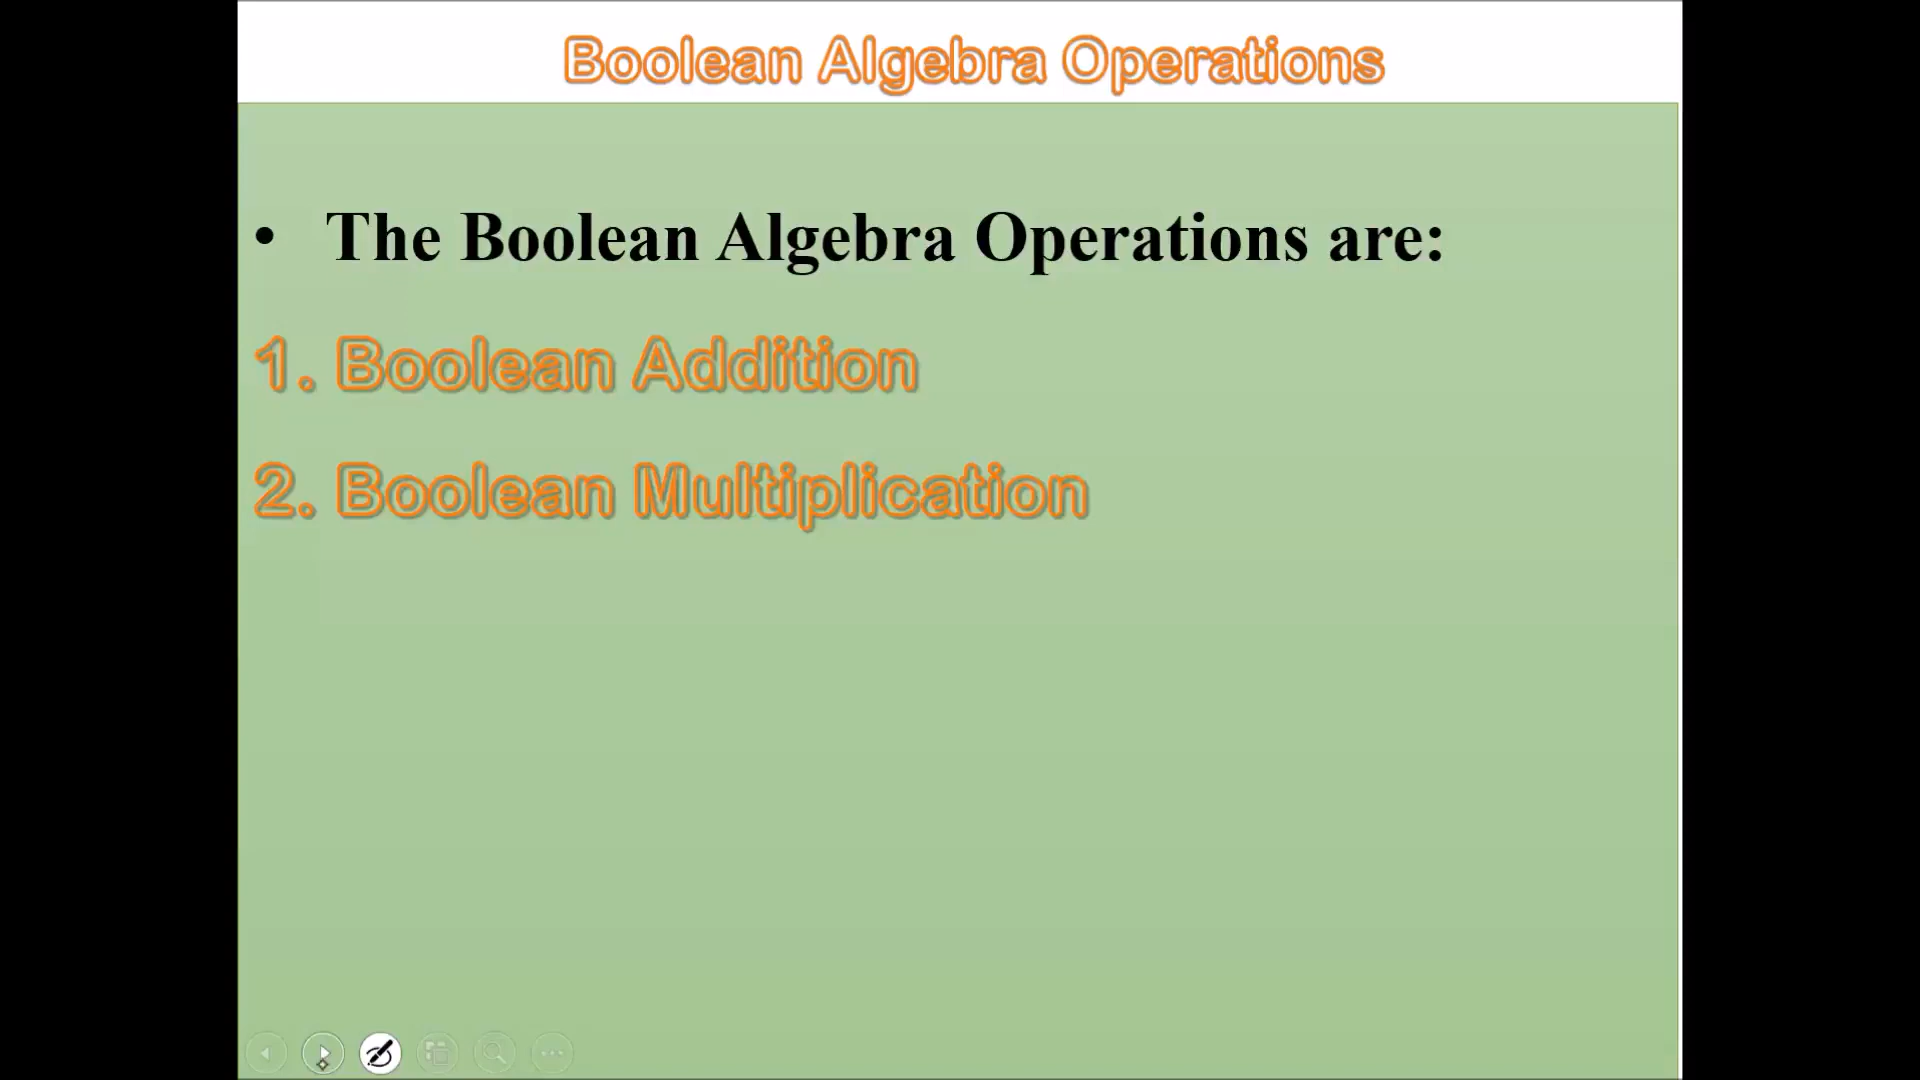 Boolean Algebra Operations
• The Boolean Algebra Operations are:
1. Boolean Addition
2. Boolean Multiplication